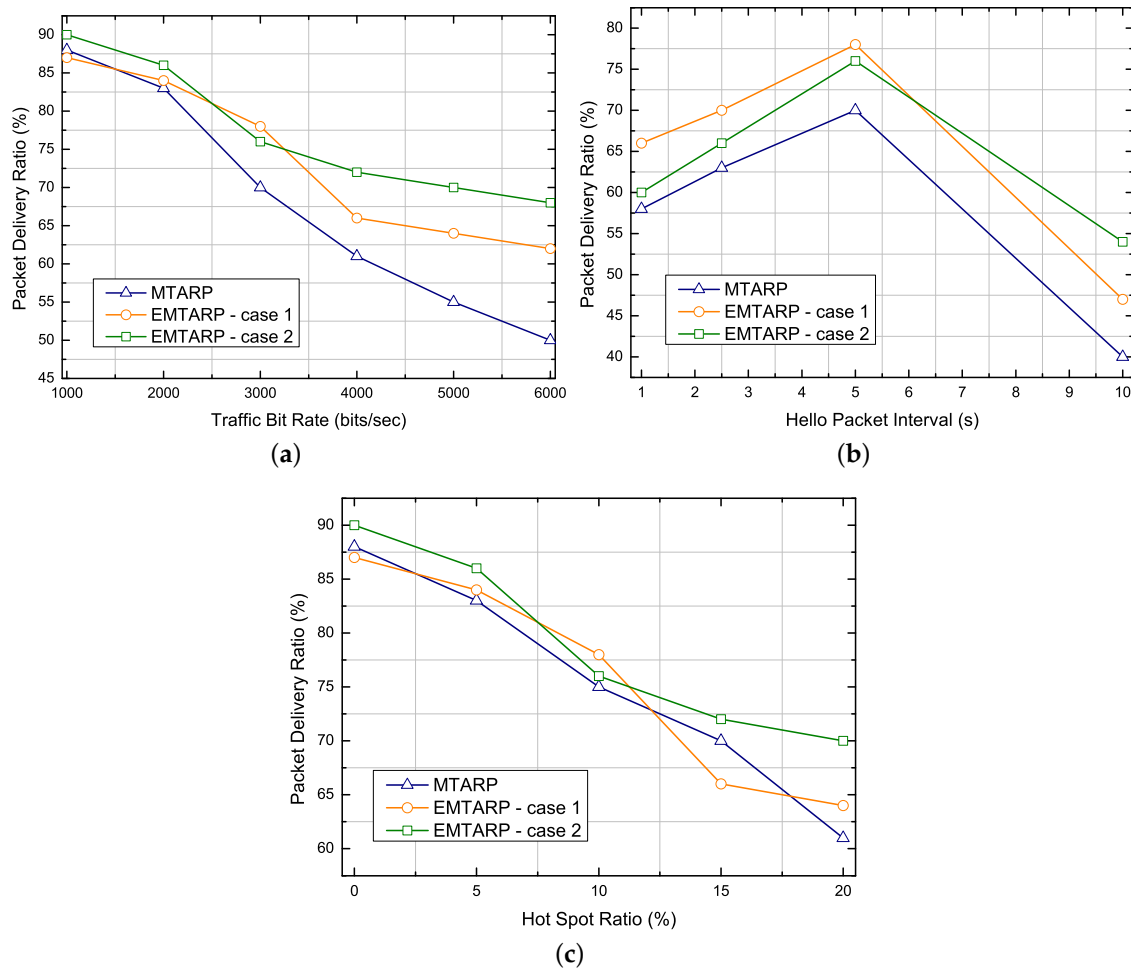 90
85
80
75
70
65
60
55
50
45
Packet Delivery Ratio (%)
MTARP
EMTARP - case 1
EMTARP - case 2
1000 2000 3000 4000 5000 6000
Traffic Bit Rate (bits/sec)
(a)
80
75
70
65
60
55
50
45
40
Packet Delivery Ratio (%)
MTARP
EMTARP - case 1
EMTARP - case 2
1 2 3 4 5 6 7 8 9 10
Hello Packet Interval (s)
(b)
90
85
80
75
70
65
60
Packet Delivery Ratio (%)
MTARP
EMTARP - case 1
EMTARP - case 2
0 5 10 15 20
Hot Spot Ratio (%)
(c)